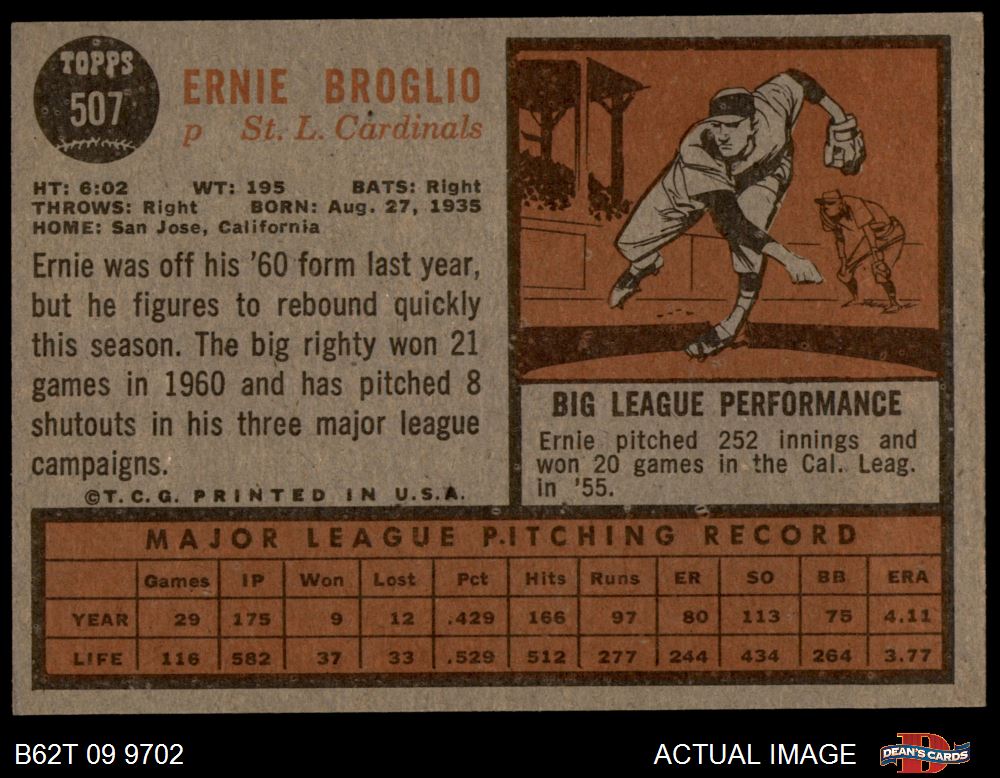 TOPPS
507
ERNIE BROGLIO
p St. L. Cardinals
HT: 6:02 WT: 195 BATS: Right
THROWS: Right BORN: Aug. 27, 1935
HOME: San Jose, California
Ernie was off his '60 form last year,
but he figures to rebound quickly
this season. The big righty won 21
games in 1960 and has pitched 8
shutouts in his three major league
campaigns.
©T.C.G. PRINTED IN U.S.A.
BIG LEAGUE PERFORMANCE
Ernie pitched 252 innings and
won 20 games in the Cal. Leag.
in '55.
MAJOR LEAGUE PITCHING RECORD
Games IP Won Lost Pct Hits Runs ER SO BB ERA
YEAR 29 175 9 12 .429 166 97 80 113 75 4.11
LIFE 116 582 37 33 .529 512 277 244 434 264 3.77
B62T 09 9702
ACTUAL IMAGE
DEAN'S CARDS